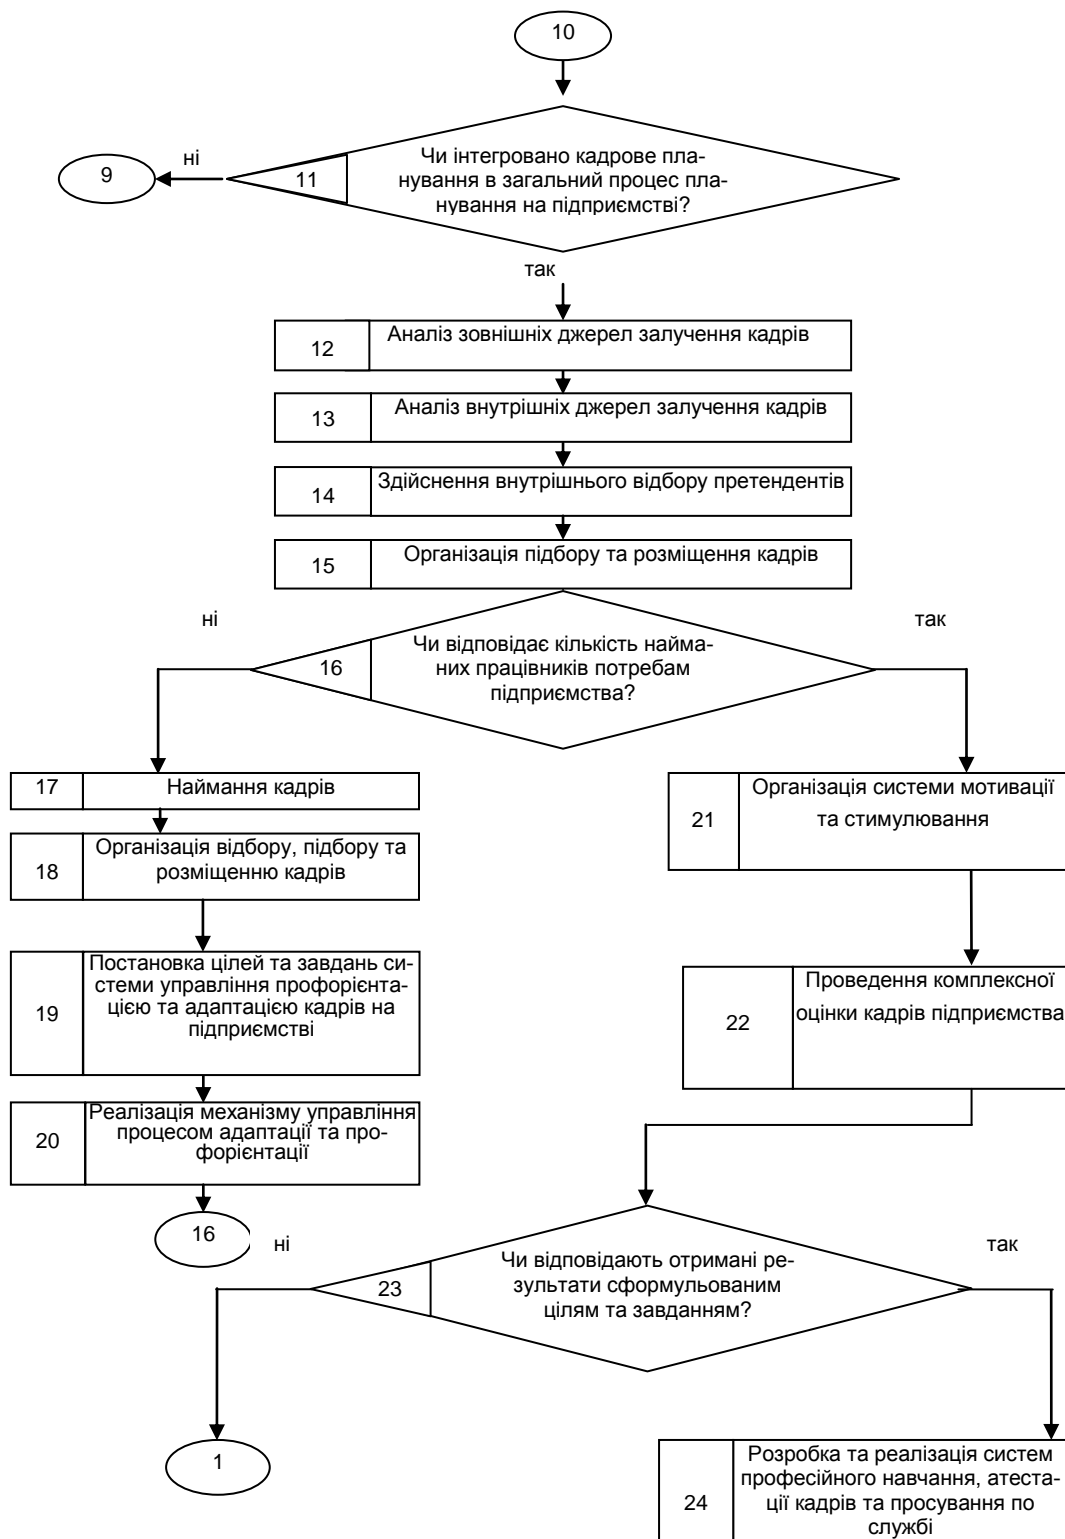 10
Чи інтегровано кадрове пла-
нування в загальний процес пла-
нування на підприємстві?
11
ні
9
так
12
Аналіз зовнішніх джерел залучення кадрів
13
Аналіз внутрішніх джерел залучення кадрів
14
Здійснення внутрішнього відбору претендентів
15
Організація підбору та розміщення кадрів
ні
так
16
Чи відповідає кількість найма-
них працівників потребам
підприємства?
17
Наймання кадрів
18
Організація відбору, підбору та
розміщенню кадрів
19
Постановка цілей та завдань си-
стеми управління профорієнта-
цією та адаптацією кадрів на
підприємстві
20
Реалізація механізму управління
процесом адаптації та про-
форієнтації
16
21
Організація системи мотивації
та стимулювання
22
Проведення комплексної
оцінки кадрів підприємства
ні
так
23
Чи відповідають отримані ре-
зультати сформульованим
цілям та завданням?
1
24
Розробка та реалізація систем
професійного навчання, атеста-
ції кадрів та просування по
службі